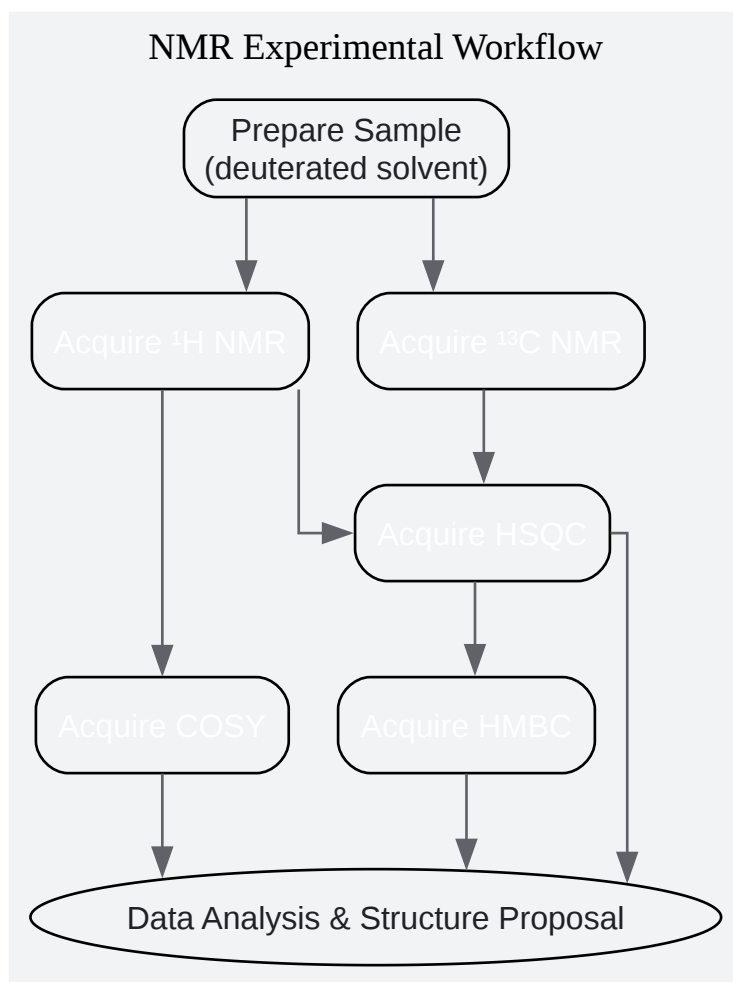 NMR Experimental Workflow
Prepare Sample
(deuterated solvent)
Acquire ¹H NMR
Acquire ¹³C NMR
Acquire HSQC
Acquire COSY
Acquire HMBC
Data Analysis & Structure Proposal